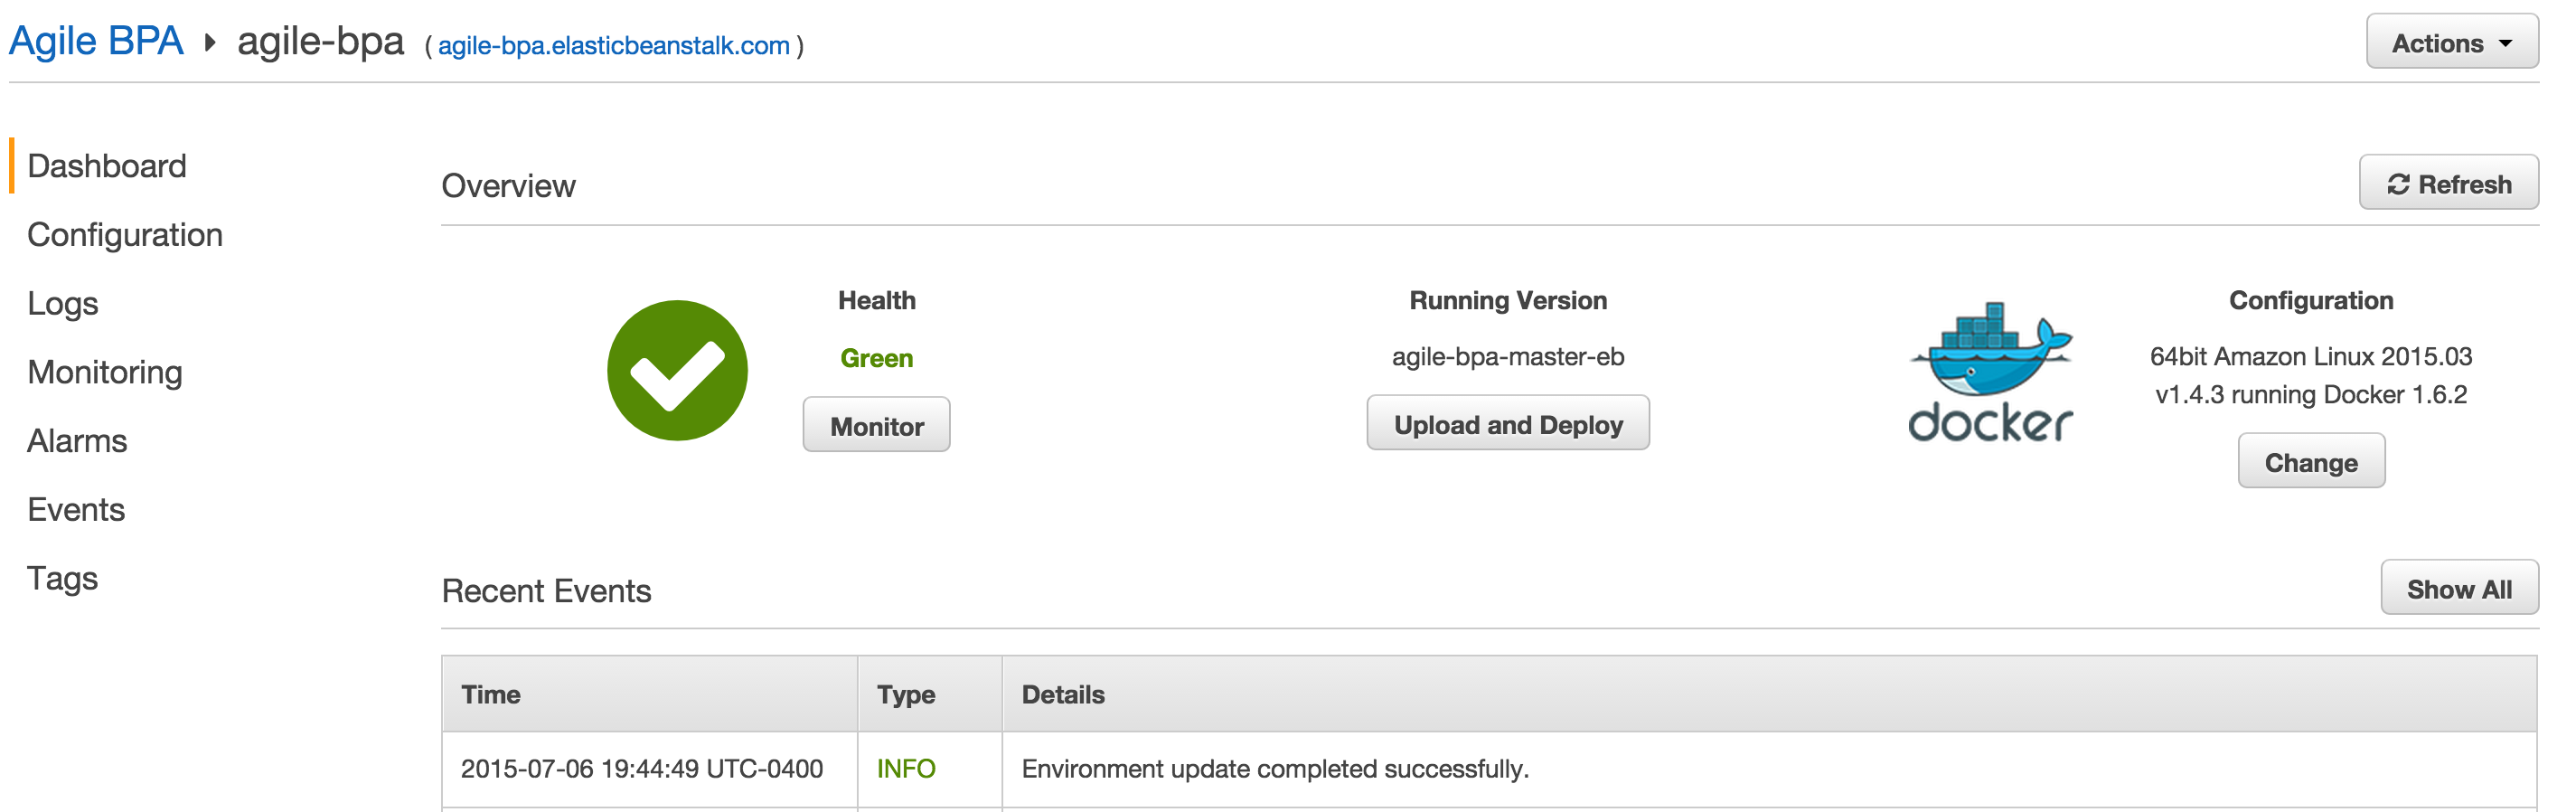 Agile BPA agile-bpa ( agile-bpa.elasticbeanstalk.com )
Actions
Dashboard
Configuration
Logs
Monitoring
Alarms
Events
Tags
Overview
Refresh
Health
Green
Monitor
Running Version
agile-bpa-master-eb
Upload and Deploy
docker
Configuration
64bit Amazon Linux 2015.03
v1.4.3 running Docker 1.6.2
Change
Recent Events
Show All
Time Type Details
2015-07-06 19:44:49 UTC-0400 INFO Environment update completed successfully.